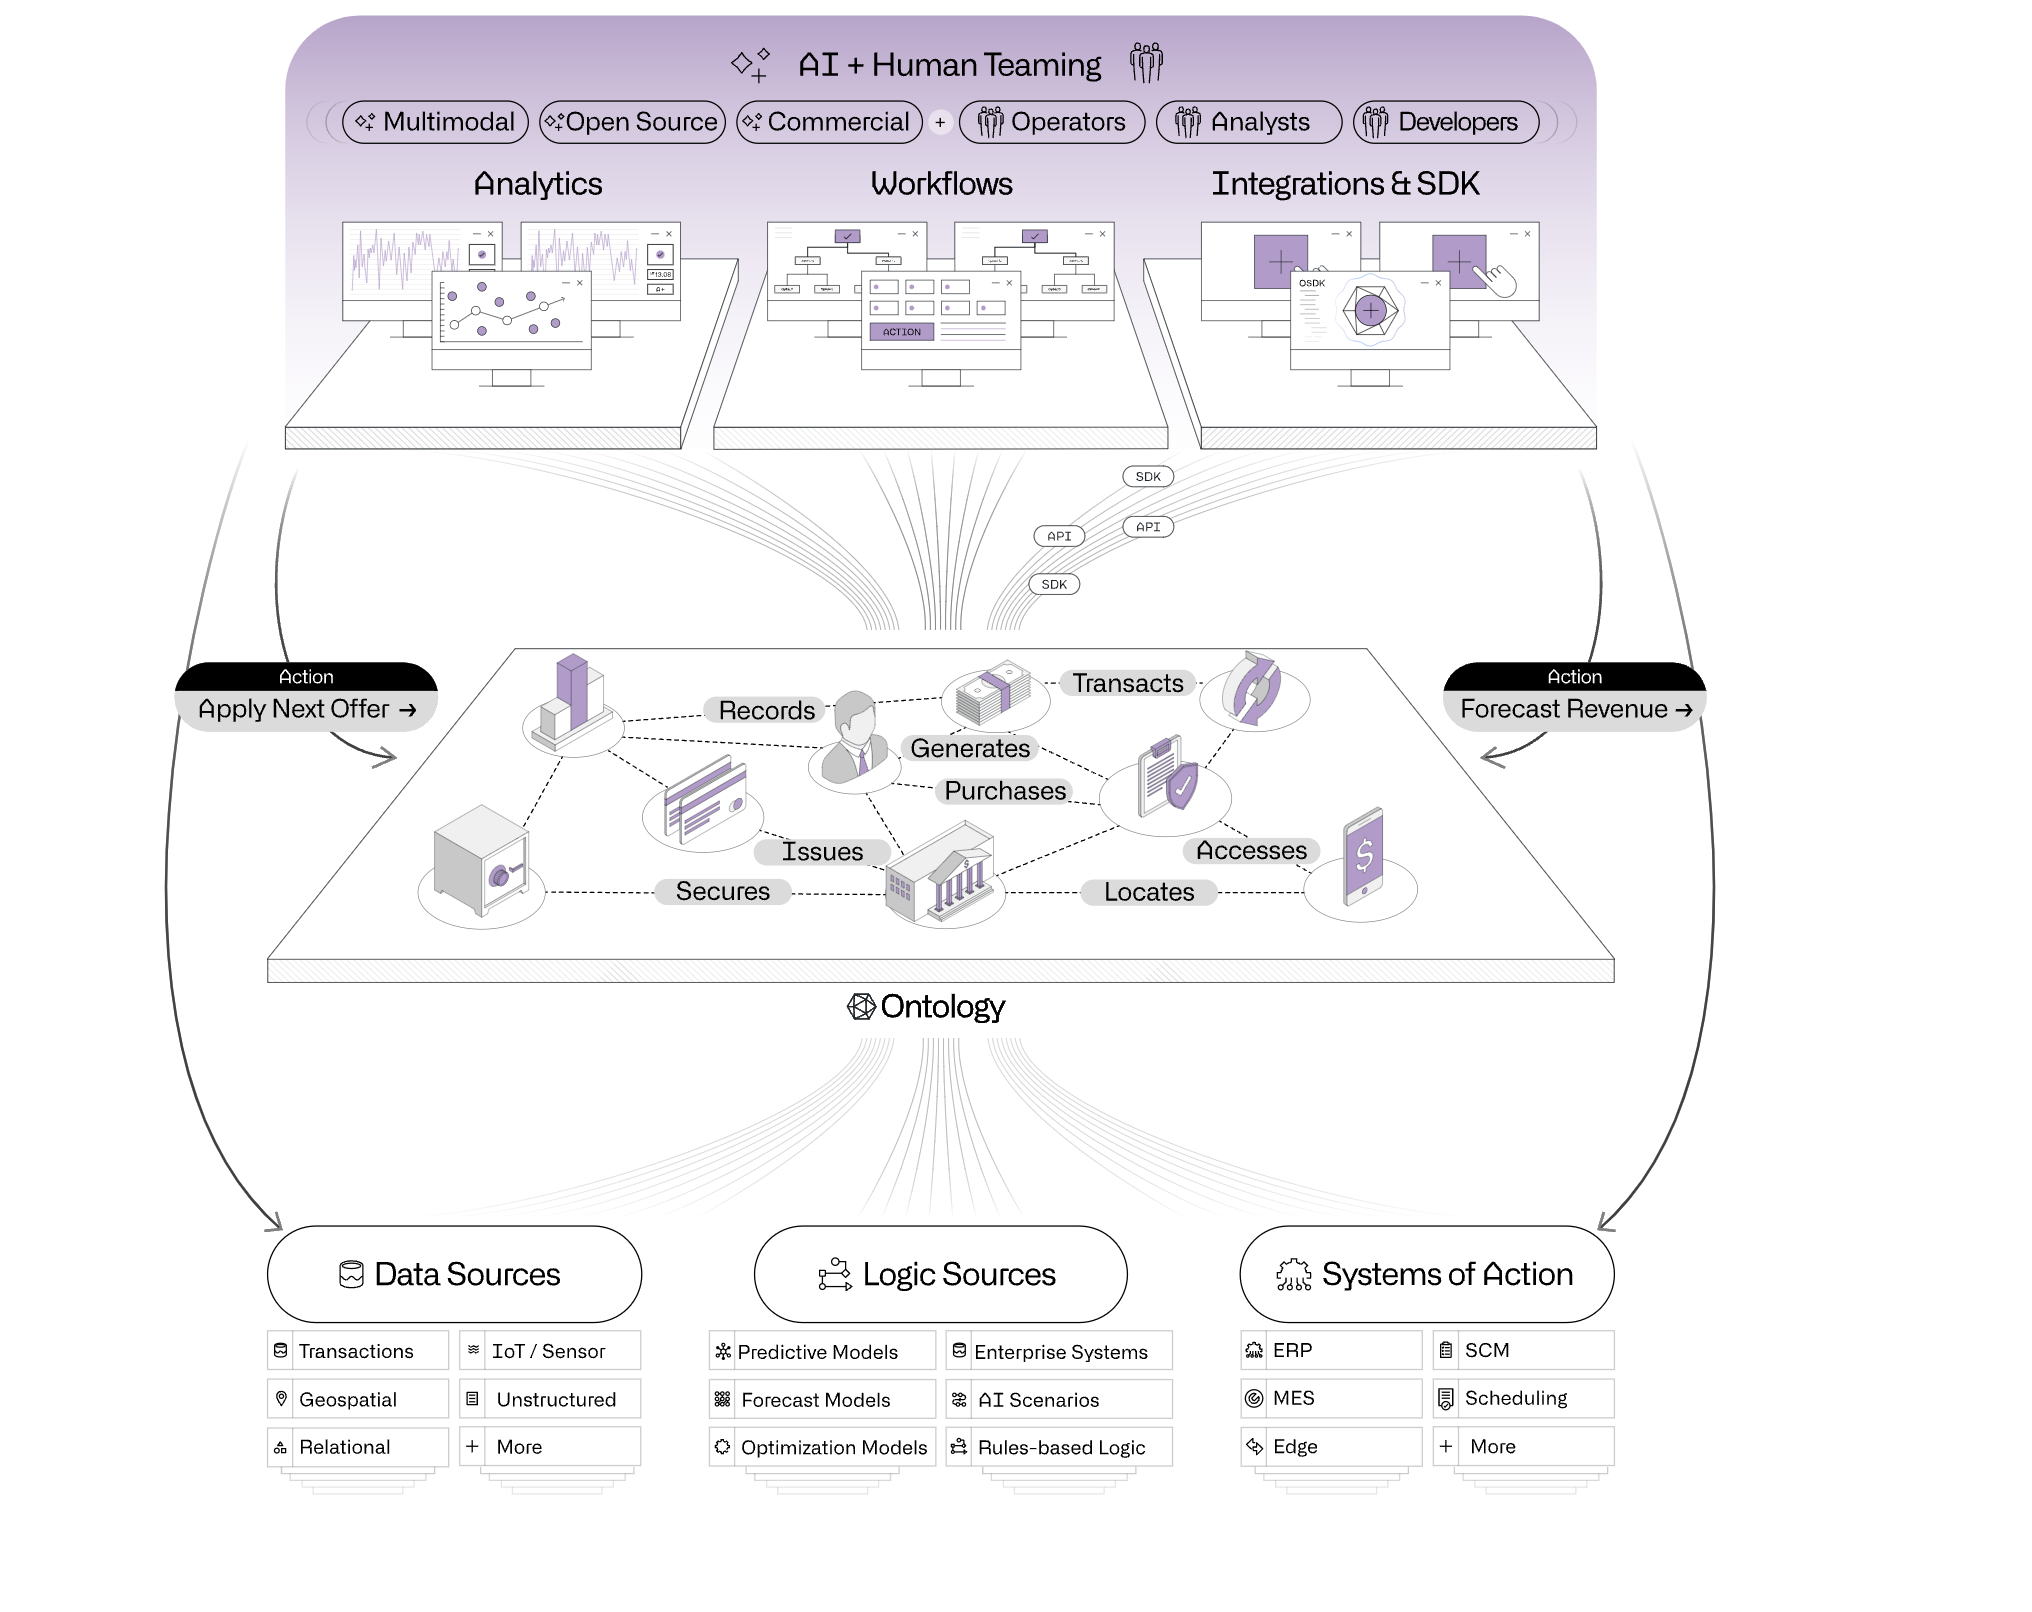 AI + Human Teaming
Multimodal
Open Source
Commercial
+
Operators
Analysts
Developers
Analytics
Workflows
Integrations & SDK
13.08
A+
ACTION
OSDK
SDK
API
API
SDK
Action
Apply Next Offer →
Action
Forecast Revenue →
Records
Transacts
Generates
Purchases
Issues
Accesses
Secures
Locates
Ontology
Data Sources
Logic Sources
Systems of Action
Transactions
IoT / Sensor
Geospatial
Unstructured
Relational
More
Predictive Models
Enterprise Systems
Forecast Models
AI Scenarios
Optimization Models
Rules-based Logic
ERP
SCM
MES
Scheduling
Edge
More